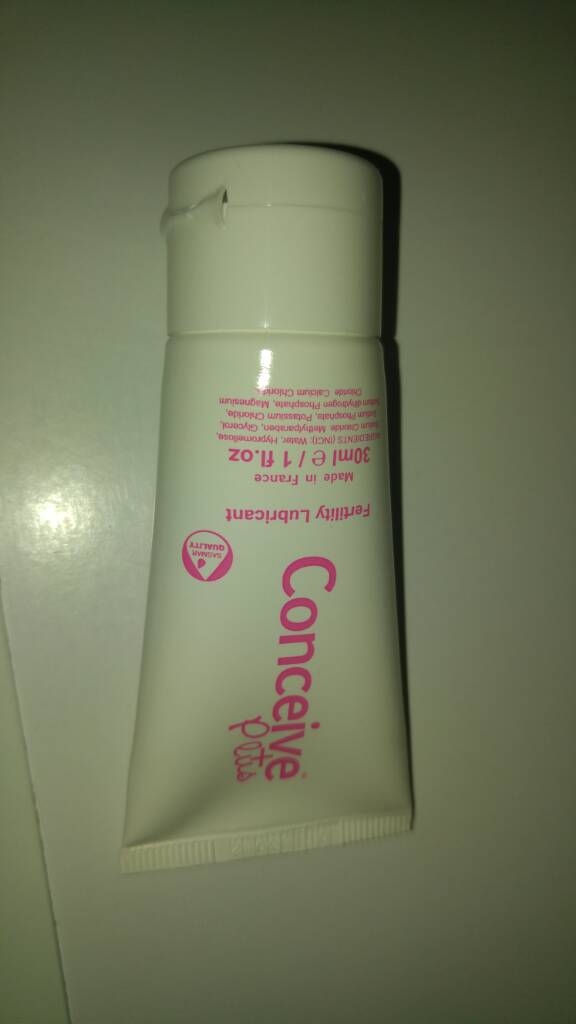 Conceive
plus
Fertility Lubricant
SASMAR
QUALITY
Made in France
30ml ℮ / 1 fl.oz
INGREDIENTS (INCI): Water, Hypromellose,
Sodium Chloride, Methylparaben, Glycerol,
Sodium Phosphate, Potassium Chloride,
Sodium dihydrogen Phosphate, Magnesium
Chloride, Calcium Chloride